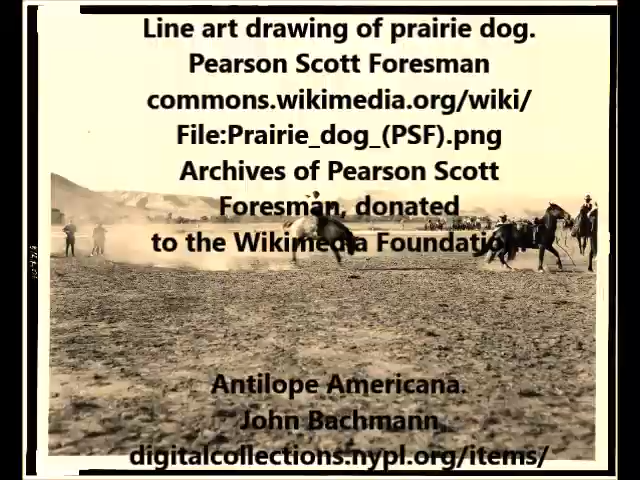 Line art drawing of prairie dog.
Pearson Scott Foresman
commons.wikimedia.org/wiki/
File:Prairie_dog_(PSF).png
Archives of Pearson Scott
Foresman, donated
to the Wikimedia Foundation.
Antilope Americana.
John Bachmann.
digitalcollections.nypl.org/items/